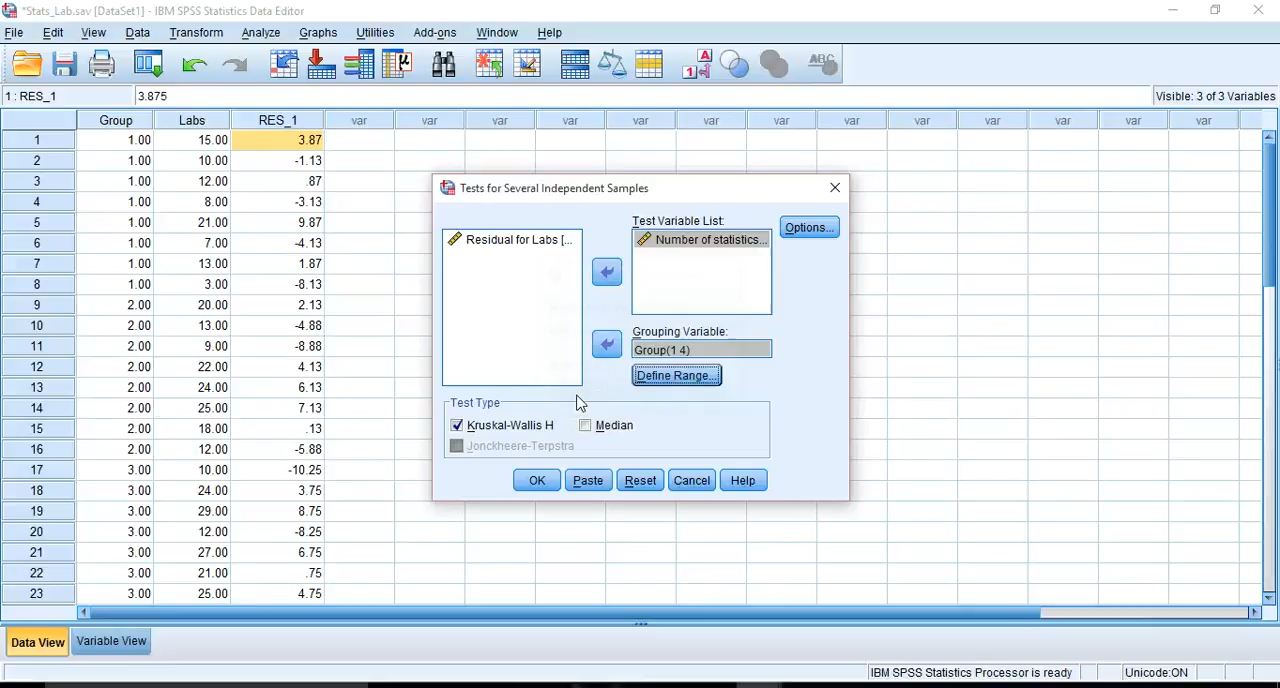 *Stats_Lab.sav [DataSet1] - IBM SPSS Statistics Data Editor
File Edit View Data Transform Analyze Graphs Utilities Add-ons Window Help
1 : RES_1 3.875 Visible: 3 of 3 Variables
Group Labs RES_1 var var var var var var var var var var var var var
1 1.00 15.00 3.87
2 1.00 10.00 -1.13
3 1.00 12.00 .87
4 1.00 8.00 -3.13
5 1.00 21.00 9.87
6 1.00 7.00 -4.13
7 1.00 13.00 1.87
8 1.00 3.00 -8.13
9 2.00 20.00 2.13
10 2.00 13.00 -4.88
11 2.00 9.00 -8.88
12 2.00 22.00 4.13
13 2.00 24.00 6.13
14 2.00 25.00 7.13
15 2.00 18.00 .13
16 2.00 12.00 -5.88
17 3.00 10.00 -10.25
18 3.00 24.00 3.75
19 3.00 29.00 8.75
20 3.00 12.00 -8.25
21 3.00 27.00 6.75
22 3.00 21.00 .75
23 3.00 25.00 4.75
Tests for Several Independent Samples
Residual for Labs [...
Test Variable List:
Number of statistics...
Options...
Grouping Variable:
Group(1 4)
Define Range...
Test Type
Kruskal-Wallis H Median
Jonckheere-Terpstra
OK Paste Reset Cancel Help
Data View Variable View
IBM SPSS Statistics Processor is ready Unicode:ON